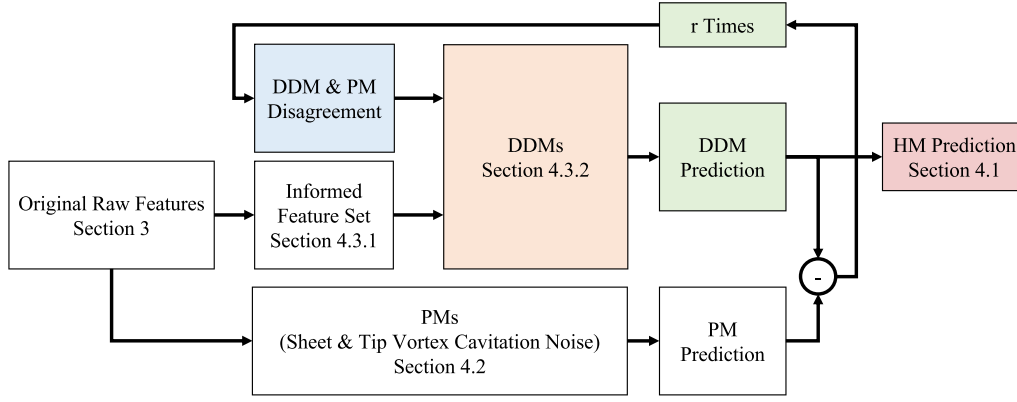 r Times
DDM & PM
Disagreement
DDMs
Section 4.3.2
DDM
Prediction
HM Prediction
Section 4.1
Original Raw Features
Section 3
Informed
Feature Set
Section 4.3.1
-
PMs
(Sheet & Tip Vortex Cavitation Noise)
Section 4.2
PM
Prediction